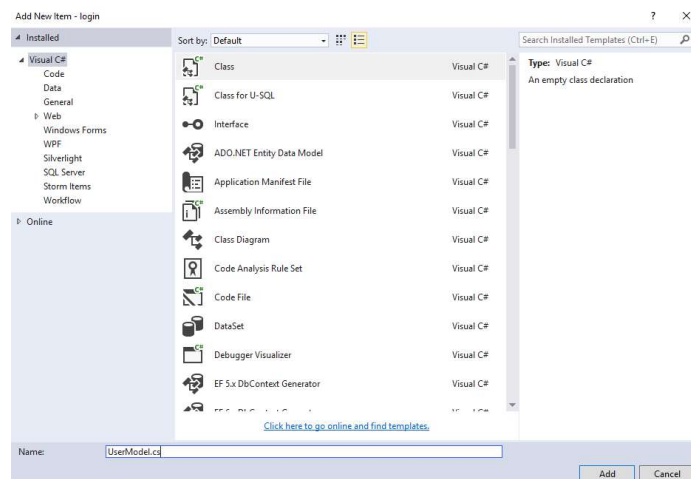 Add New Item - login
? X
Installed
Sort by: Default
Search Installed Templates (Ctrl+E)
Visual C#
Code
Data
General
Web
Windows Forms
WPF
Silverlight
SQL Server
Storm Items
Workflow
Online
Class Visual C#
Class for U-SQL Visual C#
Interface Visual C#
ADO.NET Entity Data Model Visual C#
Application Manifest File Visual C#
Assembly Information File Visual C#
Class Diagram Visual C#
Code Analysis Rule Set Visual C#
Code File Visual C#
DataSet Visual C#
Debugger Visualizer Visual C#
EF 5.x DbContext Generator Visual C#
Type: Visual C#
An empty class declaration
Click here to go online and find templates.
Name: UserModel.cs
Add Cancel